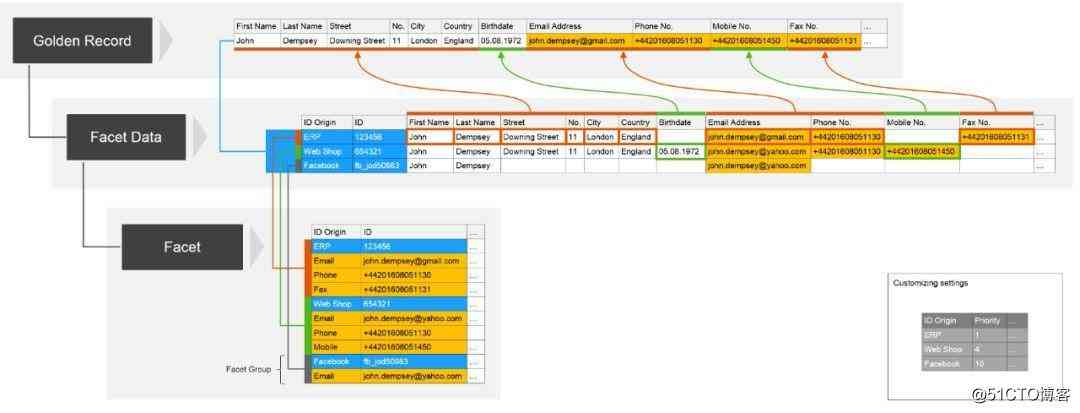 Golden Record
First Name Last Name Street No. City Country Birthdate Email Address Phone No. Mobile No. Fax No. ...
John Dempsey Downing Street 11 London England 05.08.1972 john.dempsey@gmail.com +44201608051130 +44201608051450 +44201608051131 ...
Facet Data
ID Origin ID First Name Last Name Street No. City Country Birthdate Email Address Phone No. Mobile No. Fax No. ...
ERP 123456 John Dempsey Downing Street 11 London England john.dempsey@gmail.com +44201608051130 +44201608051131 ...
Web Shop 654321 John Dempsey Downing Street 11 London England 05.08.1972 john.dempsey@yahoo.com +44201608051130 +44201608051450 ...
Facebook fb_jod50983 John Dempsey john.dempsey@yahoo.com ...
Facet
ID Origin ID ...
ERP 123456 ...
Email john.dempsey@gmail.com ...
Phone +44201608051130 ...
Fax +44201608051131 ...
Web Shop 654321 ...
Email john.dempsey@yahoo.com ...
Phone +44201608051130 ...
Mobile +44201608051450 ...
Facet Group
Facebook fb_jod50983 ...
Email john.dempsey@yahoo.com ...
Customizing settings
ID Origin Priority ...
ERP 1 ...
Web Shop 4 ...
Facebook 10 ...
@51CTO博客